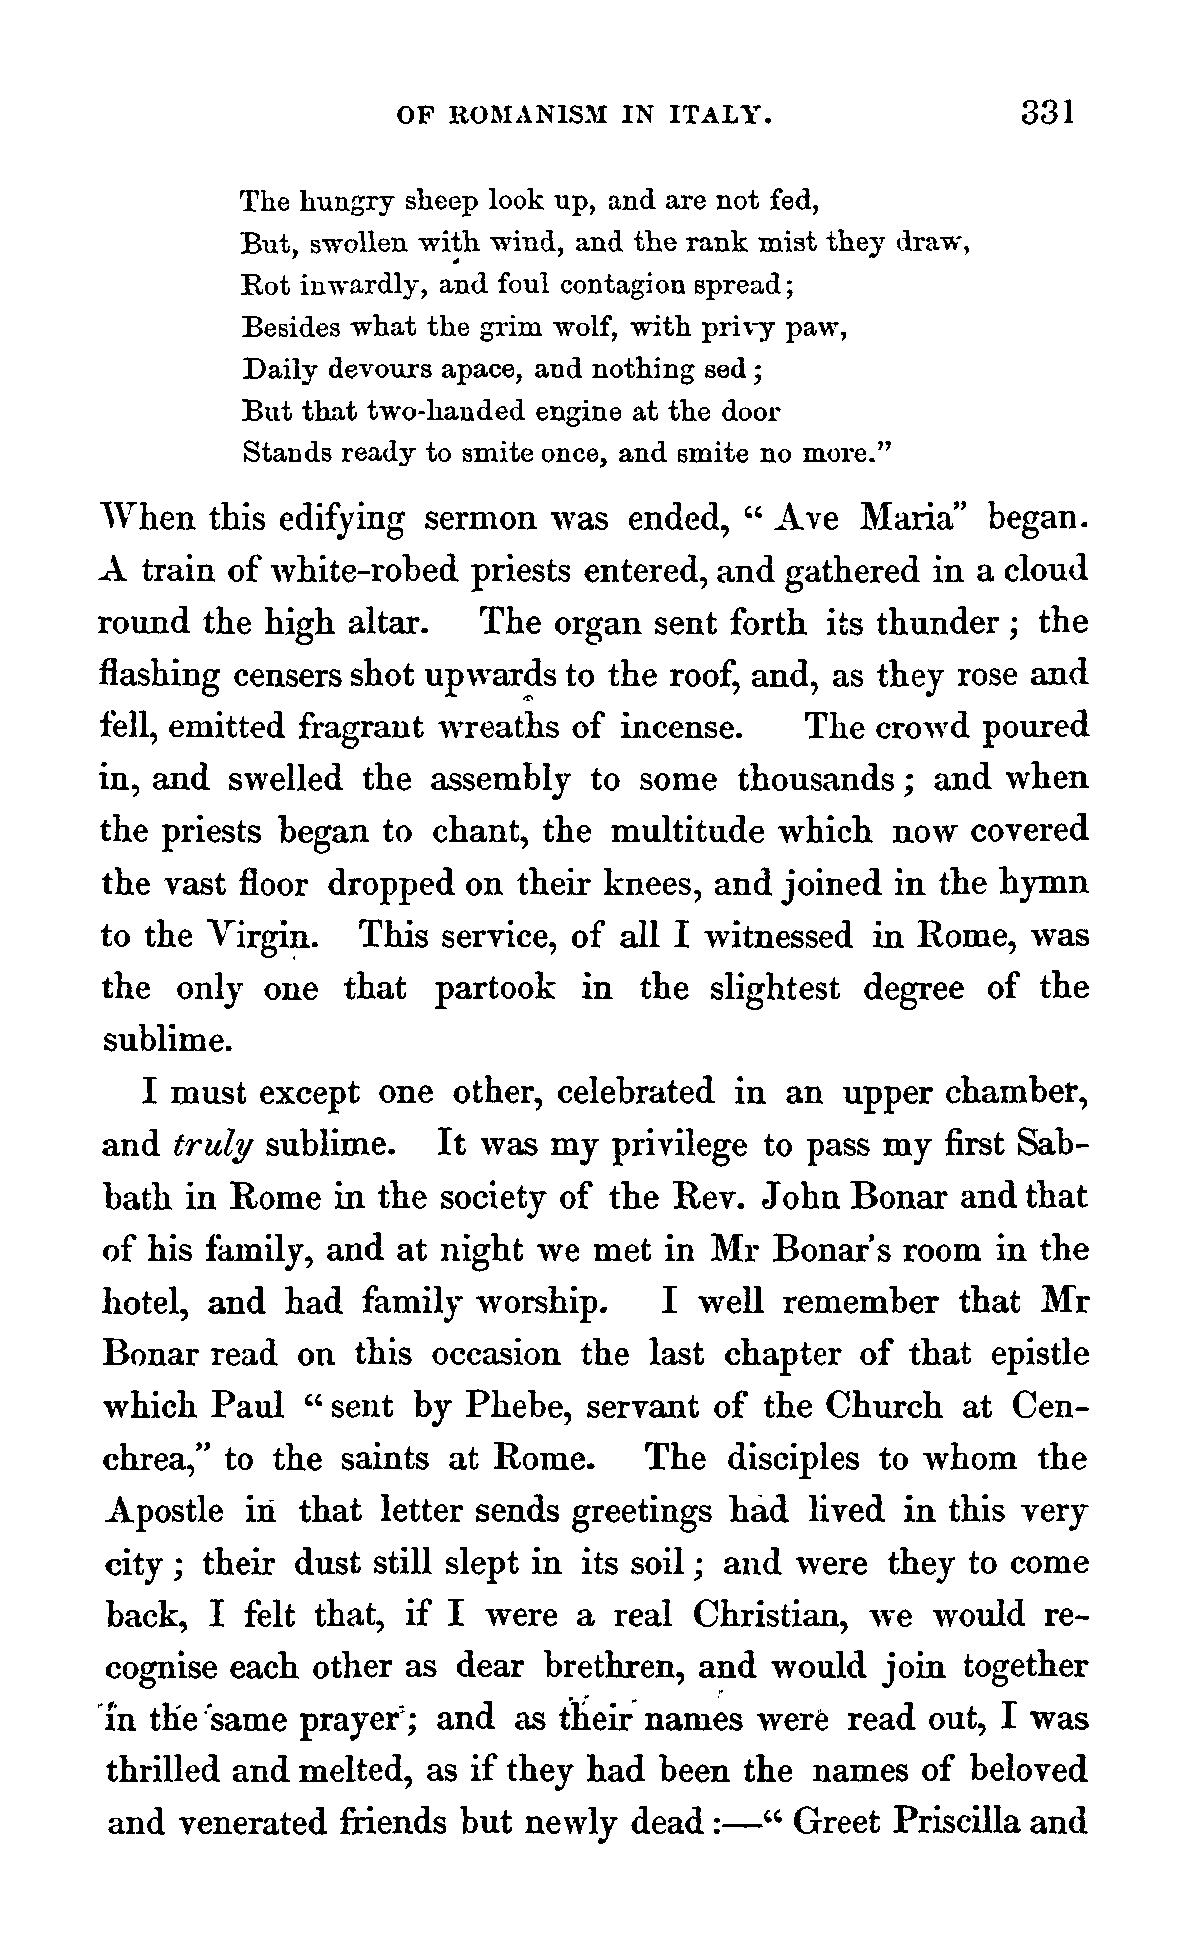 OF ROMANISM IN ITALY. 331
The hungry sheep look up, and are not fed,
But, swollen with wind, and the rank mist they draw,
Rot inwardly, and foul contagion spread;
Besides what the grim wolf, with privy paw,
Daily devours apace, and nothing sed;
But that two-handed engine at the door
Stands ready to smite once, and smite no more.”
When this edifying sermon was ended, “ Ave Maria” began.
A train of white-robed priests entered, and gathered in a cloud
round the high altar. The organ sent forth its thunder; the
flashing censers shot upwards to the roof, and, as they rose and
fell, emitted fragrant wreaths of incense. The crowd poured
in, and swelled the assembly to some thousands; and when
the priests began to chant, the multitude which now covered
the vast floor dropped on their knees, and joined in the hymn
to the Virgin. This service, of all I witnessed in Rome, was
the only one that partook in the slightest degree of the
sublime.
I must except one other, celebrated in an upper chamber,
and truly sublime. It was my privilege to pass my first Sab-
bath in Rome in the society of the Rev. John Bonar and that
of his family, and at night we met in Mr Bonar’s room in the
hotel, and had family worship. I well remember that Mr
Bonar read on this occasion the last chapter of that epistle
which Paul “ sent by Phebe, servant of the Church at Cen-
chrea,” to the saints at Rome. The disciples to whom the
Apostle in that letter sends greetings had lived in this very
city; their dust still slept in its soil; and were they to come
back, I felt that, if I were a real Christian, we would re-
cognise each other as dear brethren, and would join together
in the same prayer; and as their names were read out, I was
thrilled and melted, as if they had been the names of beloved
and venerated friends but newly dead:—“ Greet Priscilla and